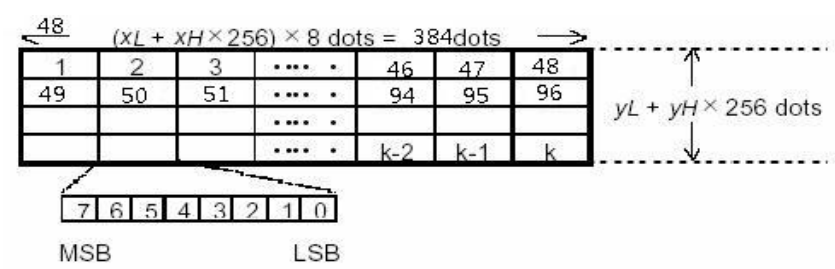 48
(xL + xH × 256) × 8 dots = 384dots
1 2 3 ···· · 46 47 48
49 50 51 ···· · 94 95 96
yL + yH × 256 dots
···· ·
···· · k-2 k-1 k
7 6 5 4 3 2 1 0
MSB LSB